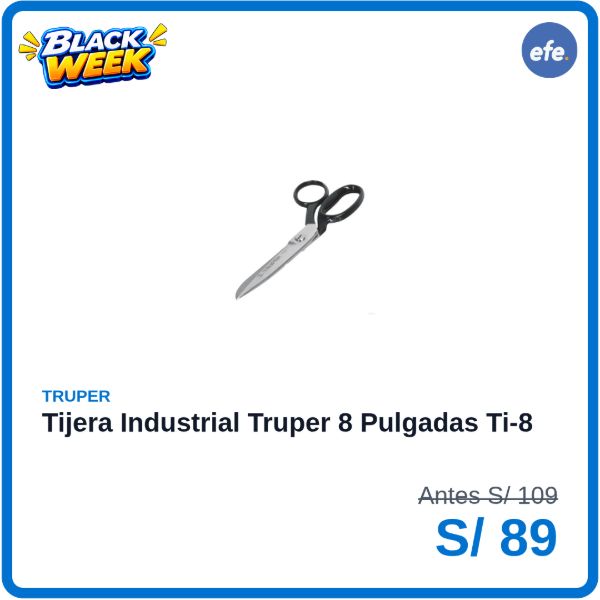 BLACK
WEEK
efe.
TRUPER
Tijera Industrial Truper 8 Pulgadas Ti-8
Antes S/ 109
S/ 89